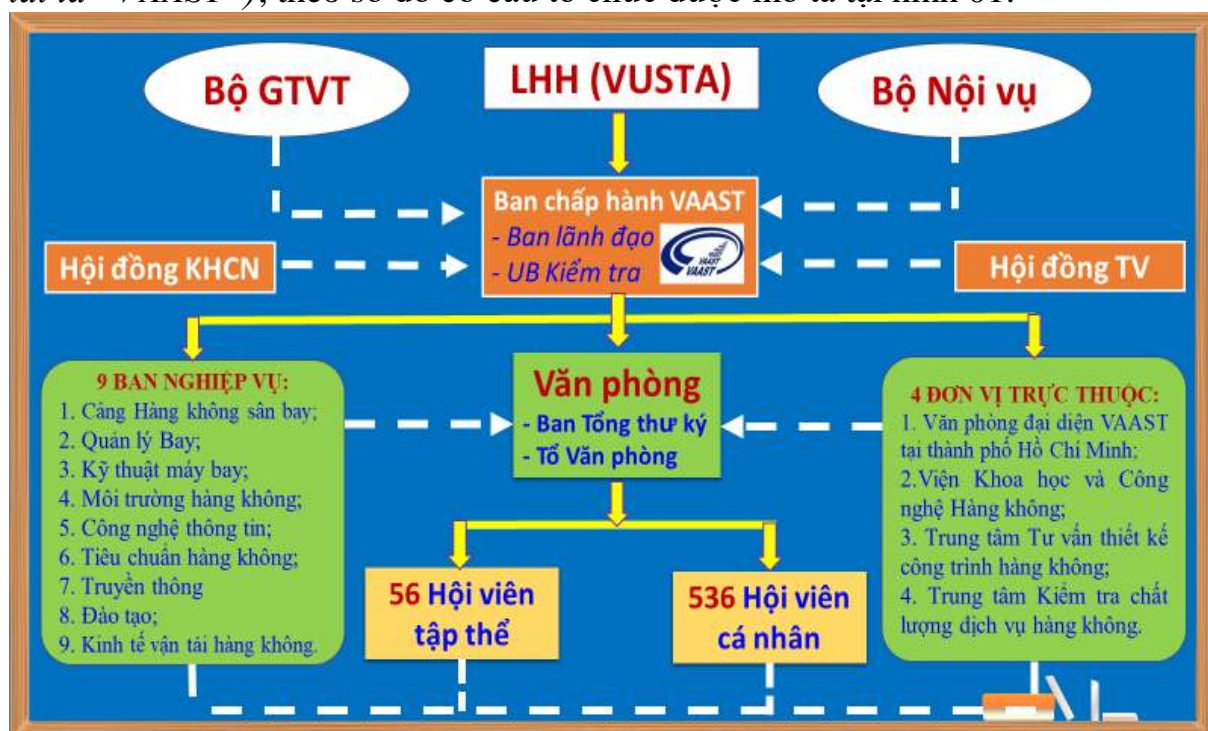 tắt là "VAAST"), theo sơ đồ cơ cấu tổ chức được mô tả tại hình 01:
Bộ GTVT
LHH (VUSTA)
Bộ Nội vụ
Ban chấp hành VAAST
- Ban lãnh đạo
- UB Kiểm tra
VAAST
VAAST
Hội đồng KHCN
Hội đồng TV
9 BAN NGHIỆP VỤ:
1. Cảng Hàng không sân bay;
2. Quản lý Bay;
3. Kỹ thuật máy bay;
4. Môi trường hàng không;
5. Công nghệ thông tin;
6. Tiêu chuẩn hàng không;
7. Truyền thông
8. Đào tạo;
9. Kinh tế vận tải hàng không.
Văn phòng
- Ban Tổng thư ký
- Tổ Văn phòng
4 ĐƠN VỊ TRỰC THUỘC:
1. Văn phòng đại diện VAAST
tại thành phố Hồ Chí Minh;
2.Viện Khoa học và Công
nghệ Hàng không;
3. Trung tâm Tư vấn thiết kế
công trình hàng không;
4. Trung tâm Kiểm tra chất
lượng dịch vụ hàng không.
56 Hội viên
tập thể
536 Hội viên
cá nhân